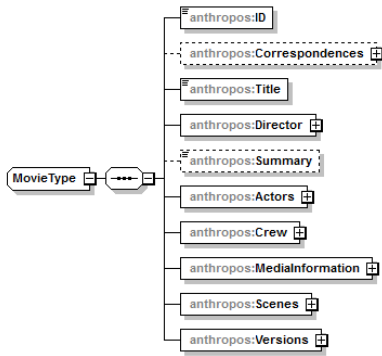 anthropos:ID
anthropos:Correspondences
anthropos:Title
anthropos:Director
anthropos:Summary
MovieType
anthropos:Actors
anthropos:Crew
anthropos:MediaInformation
anthropos:Scenes
anthropos:Versions